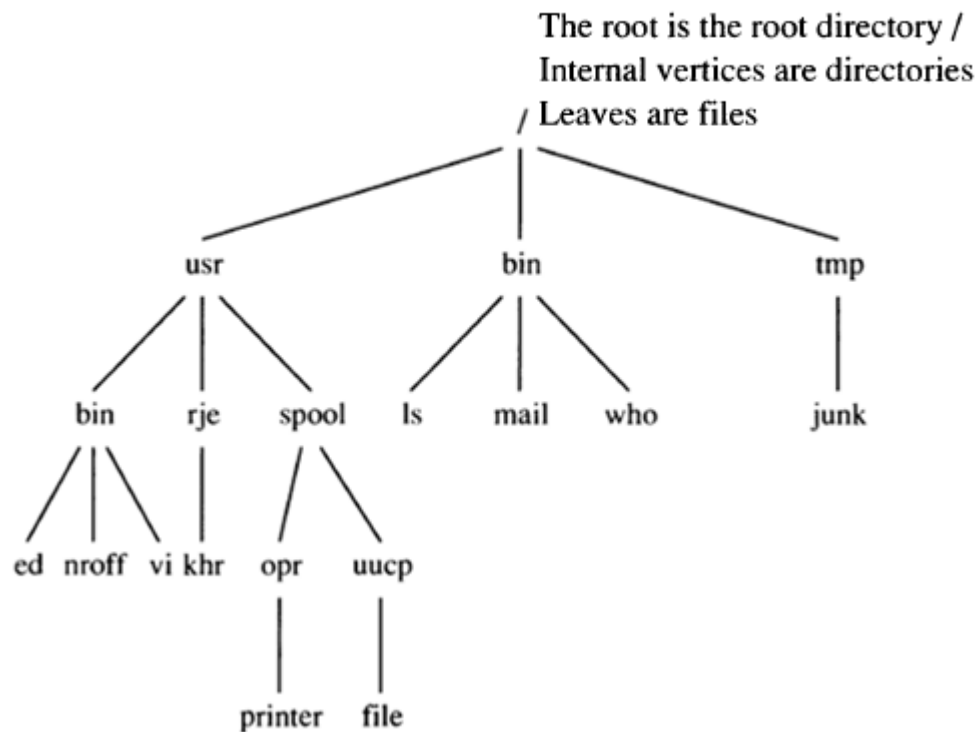 The root is the root directory /
Internal vertices are directories
/ Leaves are files
usr bin tmp
bin rje spool ls mail who junk
ed nroff vi khr opr uucp
printer file